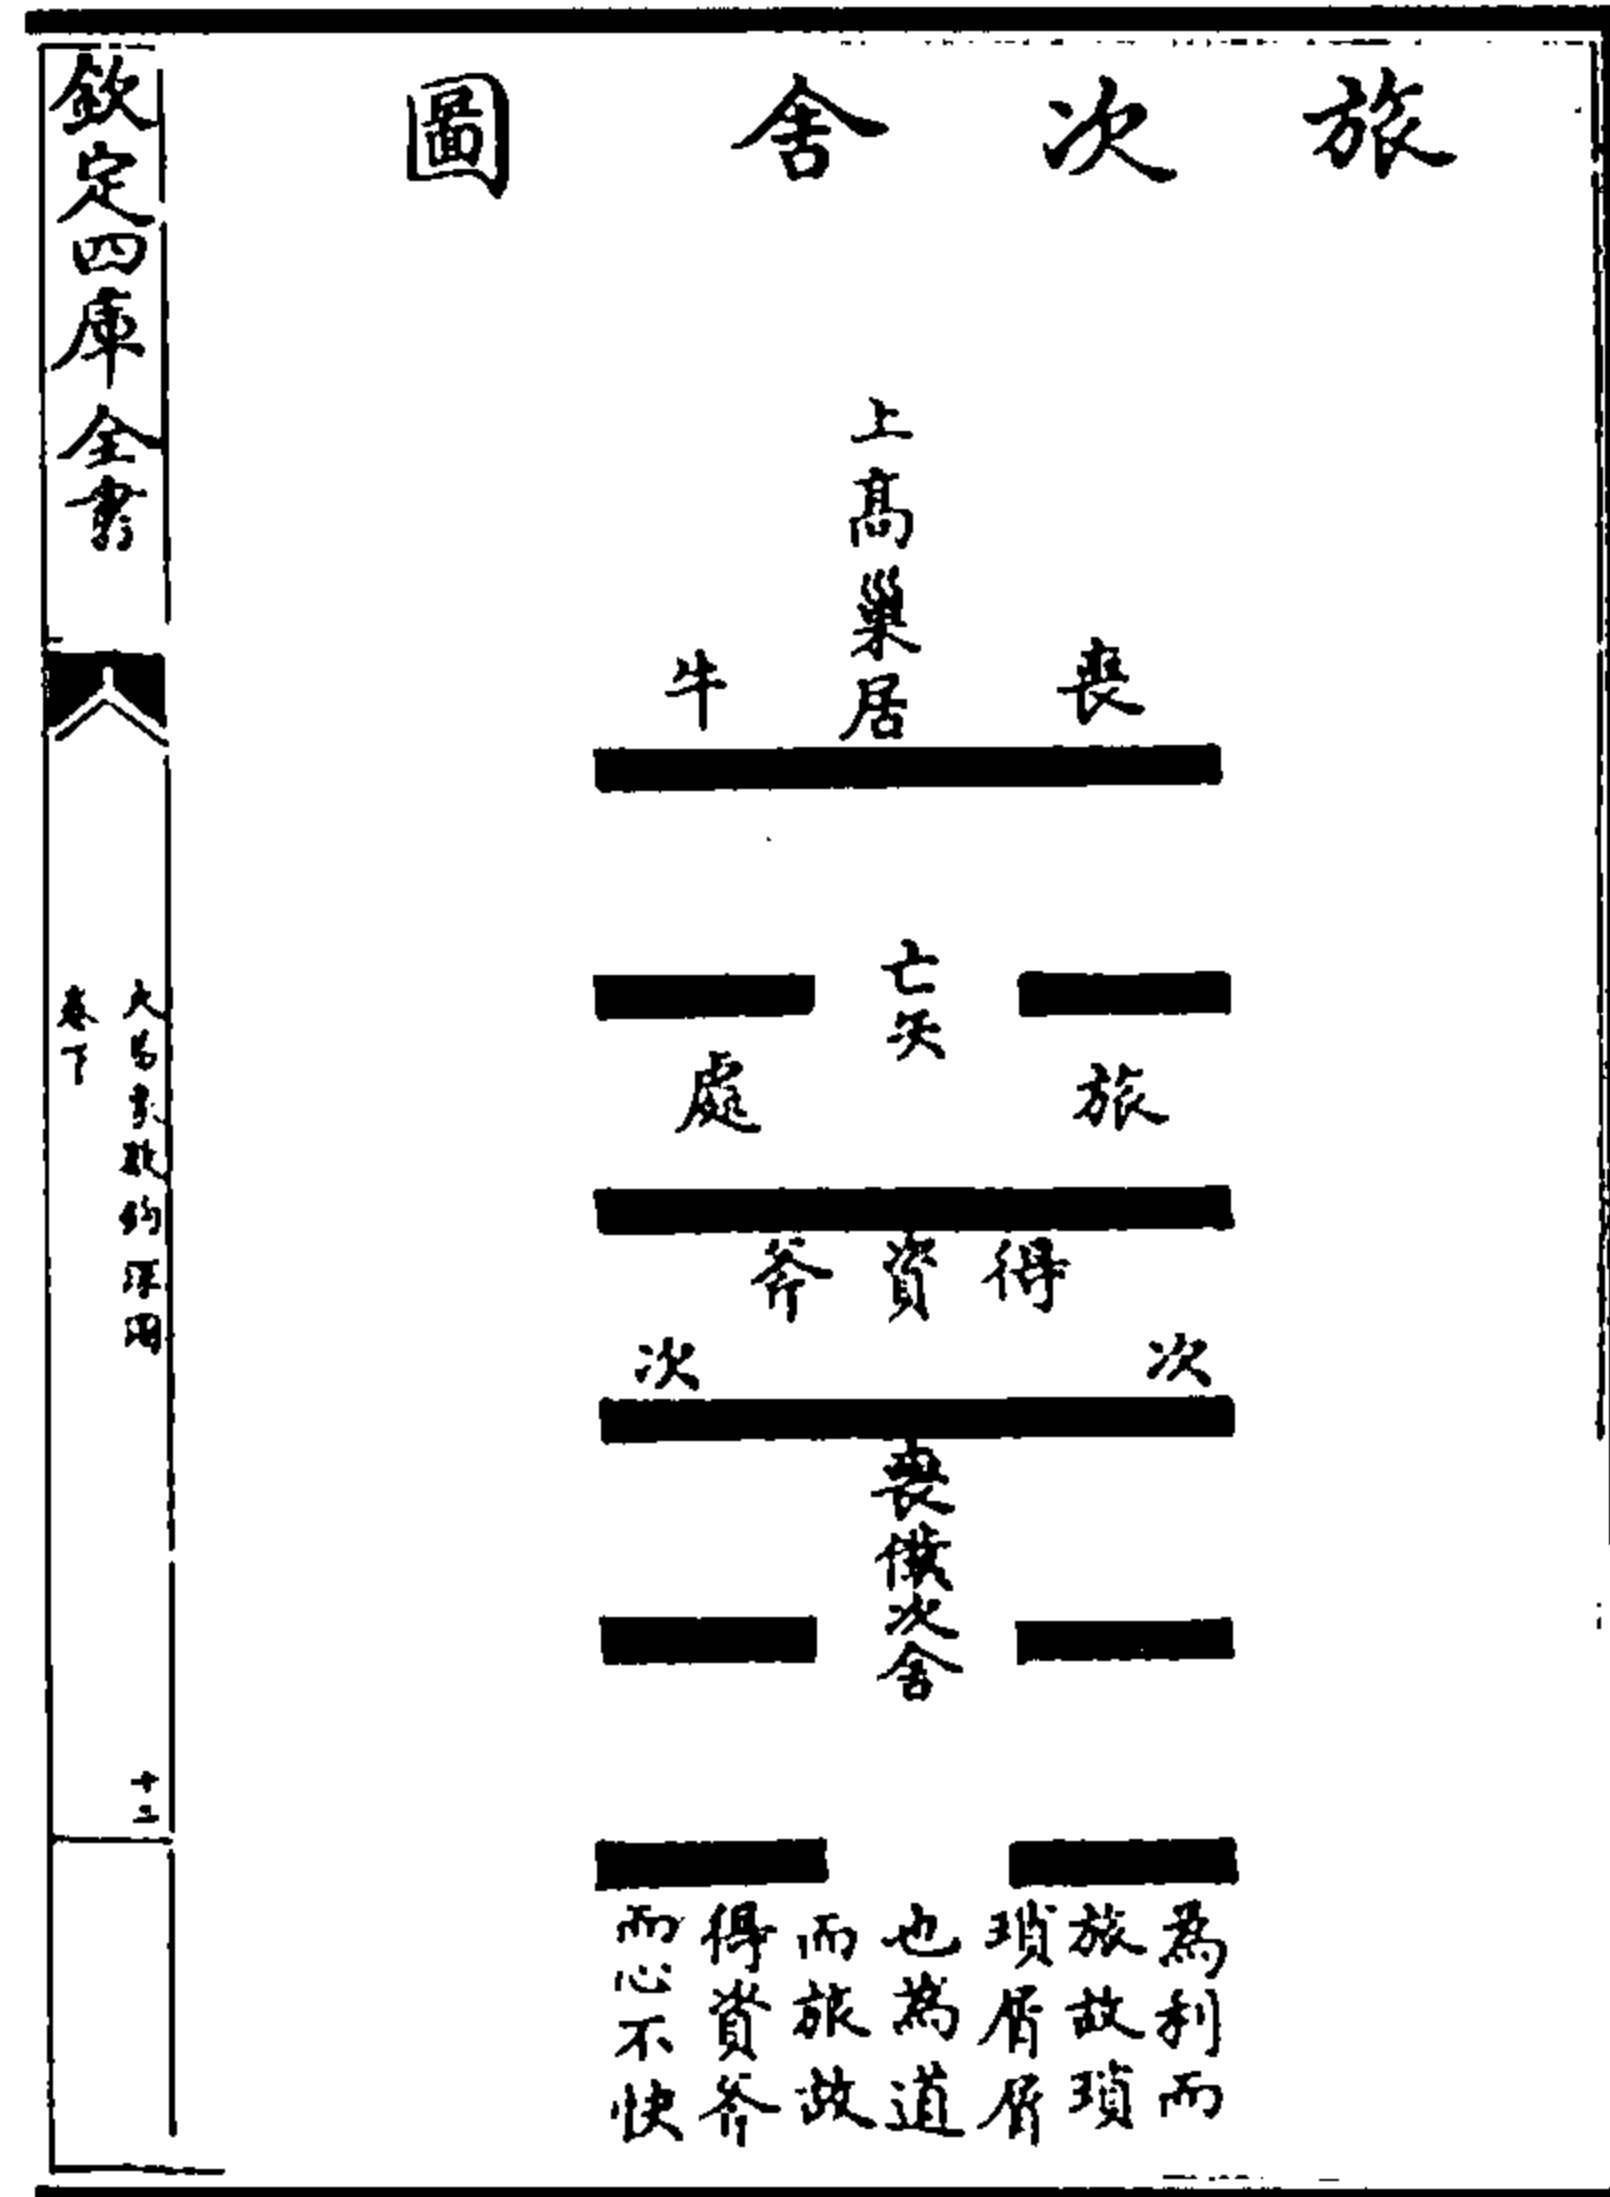 旅次舍圖
上高巢居
喪
牛
亡矢
旅
處
得資斧
次
次
喪僕次舍
為利而
旅故瑣
瑣屑屑
也為道
而旅故
得資斧
而心不快
欽定四庫全書
大易象數鉤深圖
卷下
十二